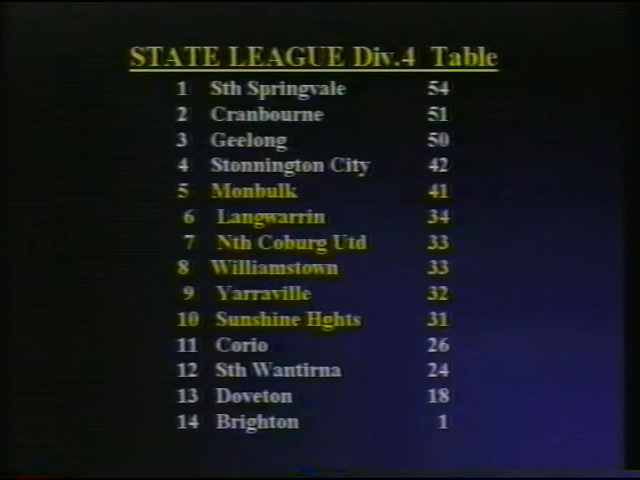 STATE LEAGUE Div.4 Table
1 Sth Springvale 54
2 Cranbourne 51
3 Geelong 50
4 Stonnington City 42
5 Monbulk 41
6 Langwarrin 34
7 Nth Coburg Utd 33
8 Williamstown 33
9 Yarraville 32
10 Sunshine Hghts 31
11 Corio 26
12 Sth Wantirna 24
13 Doveton 18
14 Brighton 1